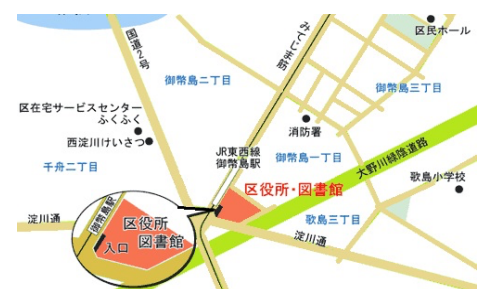 国道2号
みてじま筋
区民ホール
御幣島二丁目
御幣島三丁目
区在宅サービスセンター
ふくふく
西淀川けいさつ
消防署
大野川緑陰道路
JR東西線
御幣島駅
御幣島一丁目
千舟二丁目
歌島小学校
区役所・図書館
淀川通
歌島三丁目
淀川通
御幣島駅
区役所
図書館
入口